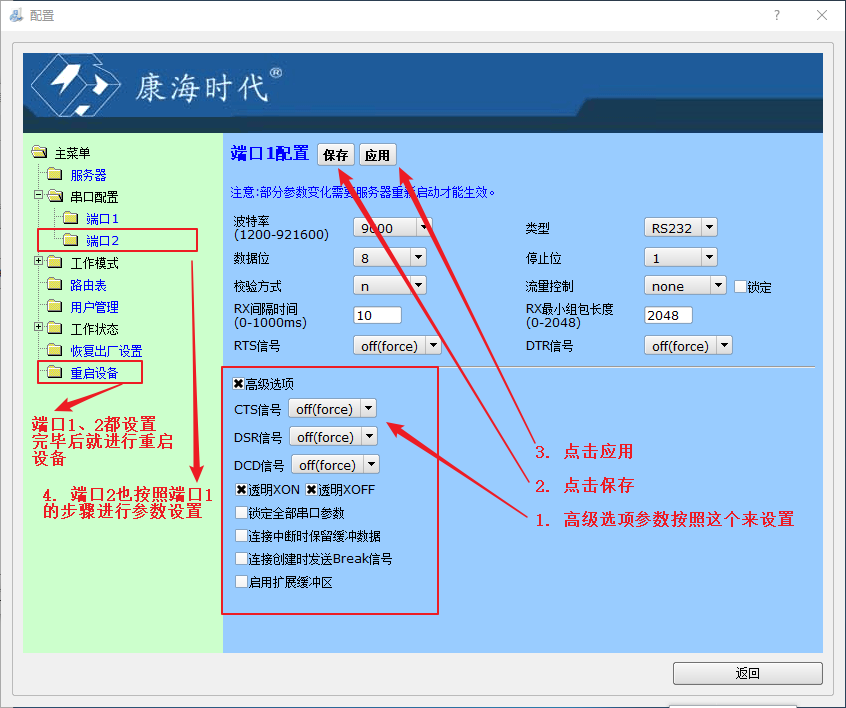 配置
康海时代®
主菜单
服务器
串口配置
端口1
端口2
工作模式
路由表
用户管理
工作状态
恢复出厂设置
重启设备
端口1、2都设置
完毕后就进行重启
设备
4. 端口2也按照端口1
的步骤进行参数设置
端口1配置 保存 应用
注意:部分参数变化需要服务器重新启动才能生效。
波特率
(1200-921600) 9600 类型 RS232
数据位 8 停止位 1
校验方式 n 流量控制 none 锁定
RX间隔时间
(0-1000ms) 10
RX最小组包长度
(0-2048) 2048
RTS信号 off(force) DTR信号 off(force)
高级选项
CTS信号 off(force)
DSR信号 off(force)
DCD信号 off(force)
透明XON 透明XOFF
锁定全部串口参数
连接中断时保留缓冲数据
连接创建时发送Break信号
启用扩展缓冲区
3. 点击应用
2. 点击保存
1. 高级选项参数按照这个来设置
返回